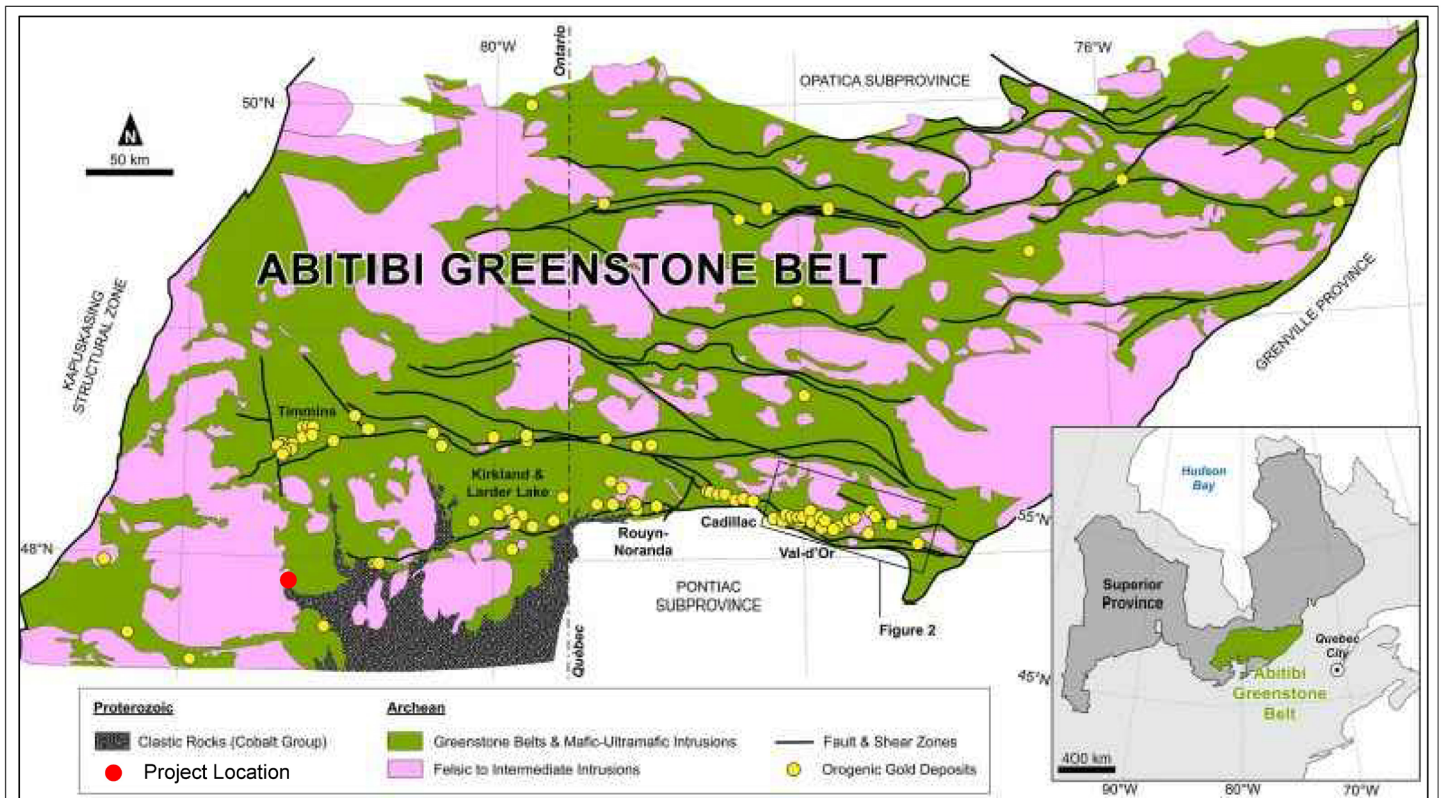 80°W
Ontario
76°W
OPATICA SUBPROVINCE
50°N
N
50 km
ABITIBI GREENSTONE BELT
KAPUSKASING
STRUCTURAL ZONE
GRENVILLE PROVINCE
Timmins
Kirkland &
Larder Lake
Rouyn-
Noranda
Cadillac
Val-d'Or
48°N
PONTIAC
SUBPROVINCE
Figure 2
Québec
Hudson
Bay
55°N
Superior
Province
Quebec
City
45°N
Abitibi
Greenstone
Belt
400 km
90°W
80°W
70°W
Proterozoic
Clastic Rocks (Cobalt Group)
Project Location
Archean
Greenstone Belts & Mafic-Ultramafic Intrusions
Felsic to Intermediate Intrusions
Fault & Shear Zones
Orogenic Gold Deposits